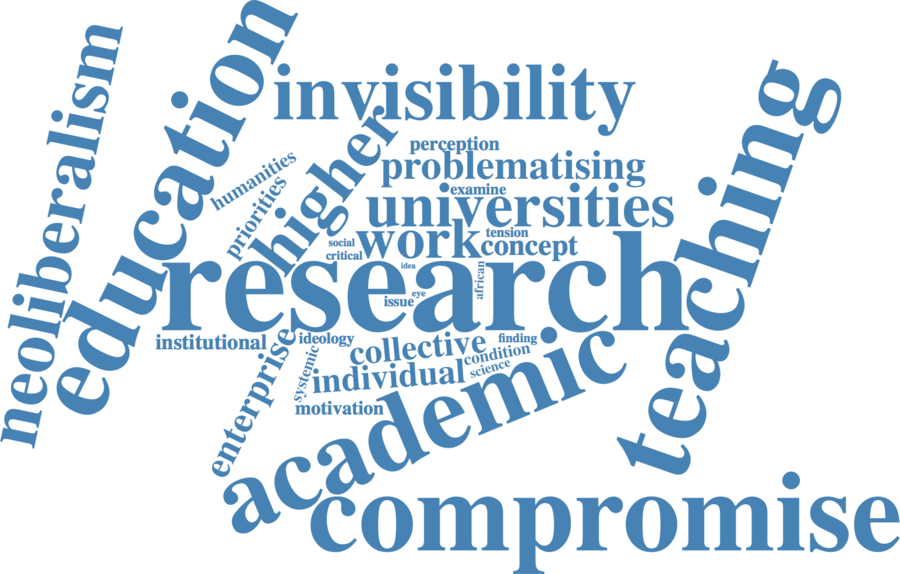 neoliberalism
education
invisibility
teaching
higher
humanities
priorities
perception
problematising
examine
universities
tension
work
concept
social
critical
idea
research
african
eye
issue
institutional
ideology
finding
collective
condition
science
individual
systemic
enterprise
motivation
academic
compromise